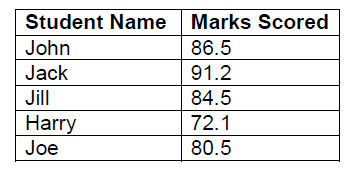 Student Name Marks Scored
John 86.5
Jack 91.2
Jill 84.5
Harry 72.1
Joe 80.5